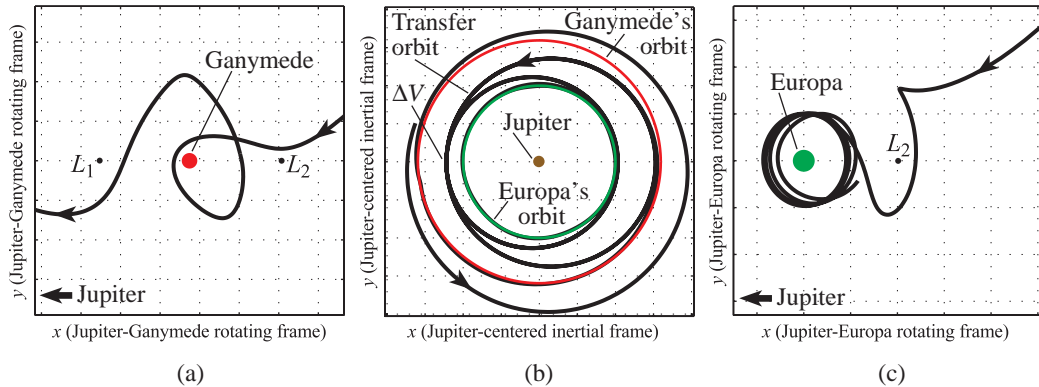 y (Jupiter-Ganymede rotating frame)
Ganymede
L1
L2
Jupiter
x (Jupiter-Ganymede rotating frame)
(a)
y (Jupiter-centered inertial frame)
Transfer
orbit
Ganymede's
orbit
ΔV
Jupiter
Europa's
orbit
x (Jupiter-centered inertial frame)
(b)
y (Jupiter-Europa rotating frame)
Europa
L2
Jupiter
x (Jupiter-Europa rotating frame)
(c)